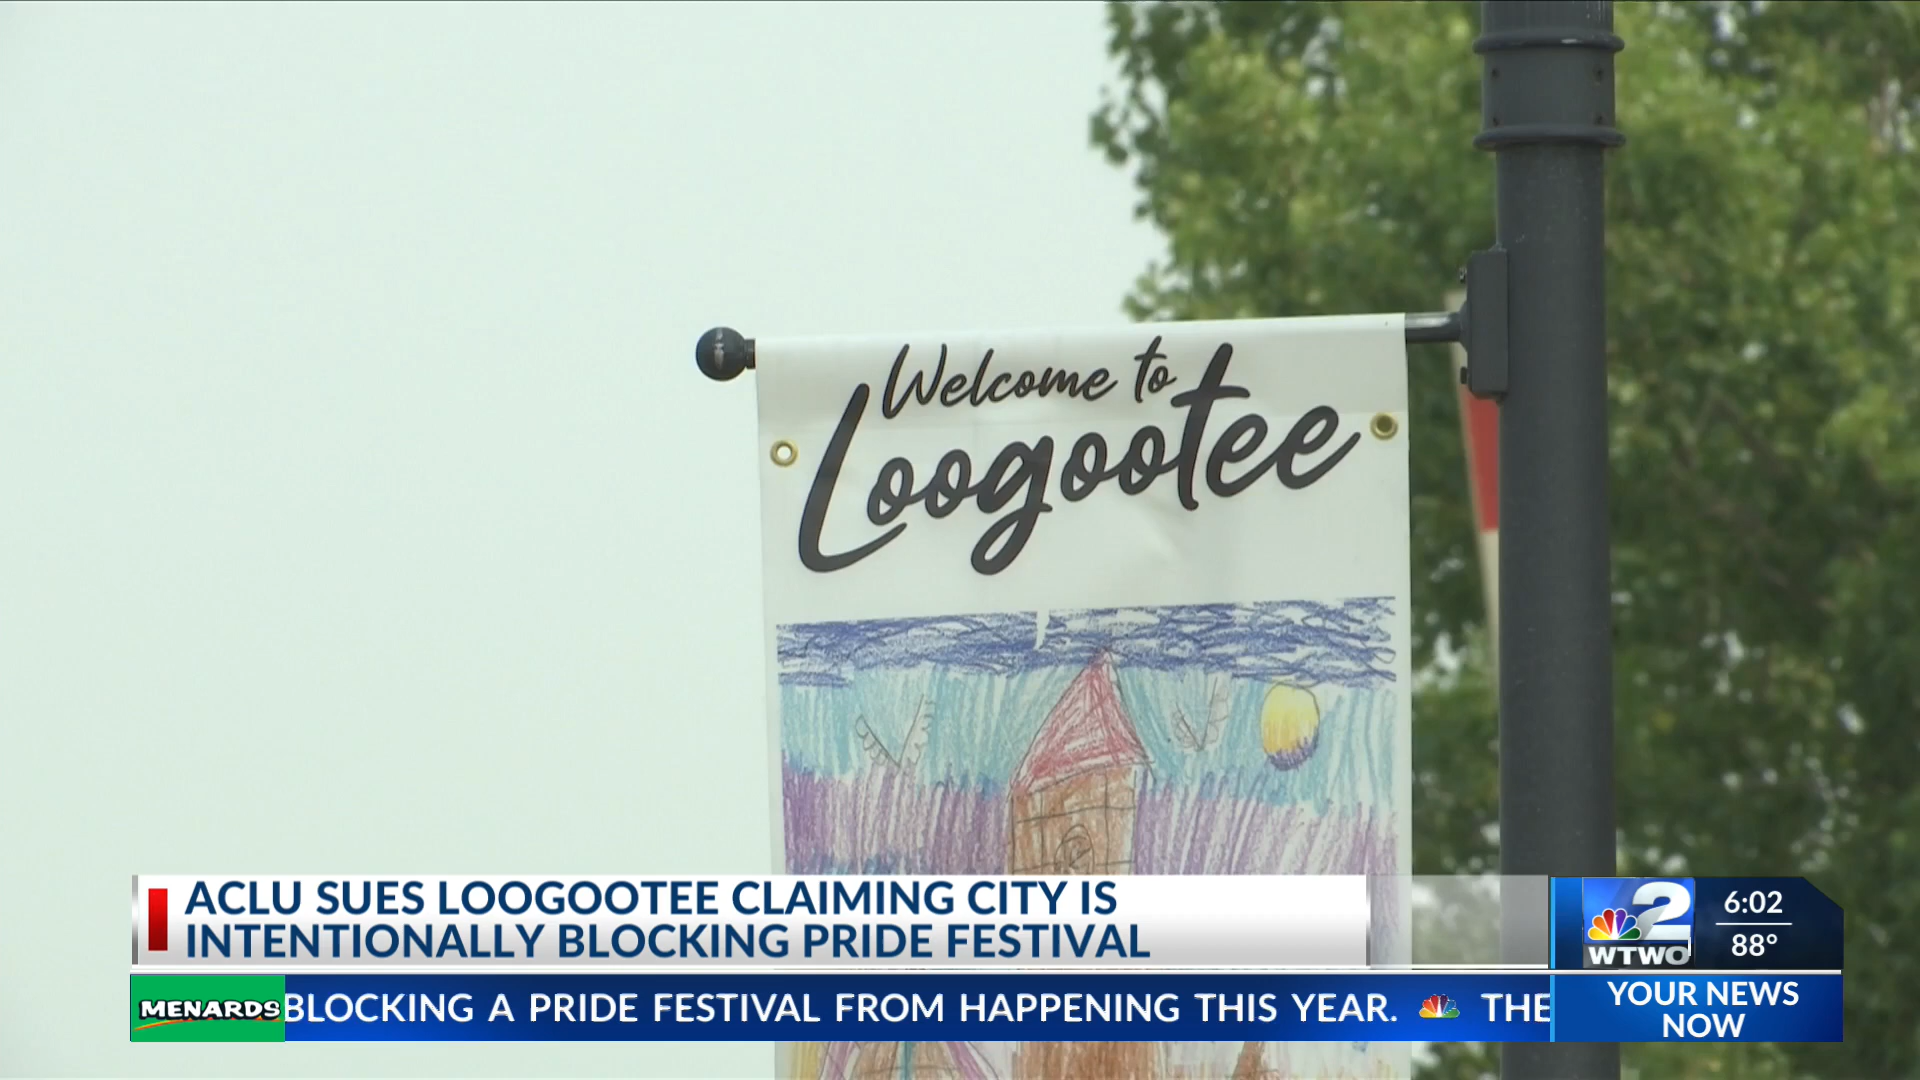 Welcome to
Loogootee
ACLU SUES LOOGOOTEE CLAIMING CITY IS
INTENTIONALLY BLOCKING PRIDE FESTIVAL
2
WTWO
6:02
88°
MENARDS
BLOCKING A PRIDE FESTIVAL FROM HAPPENING THIS YEAR. THE
YOUR NEWS
NOW